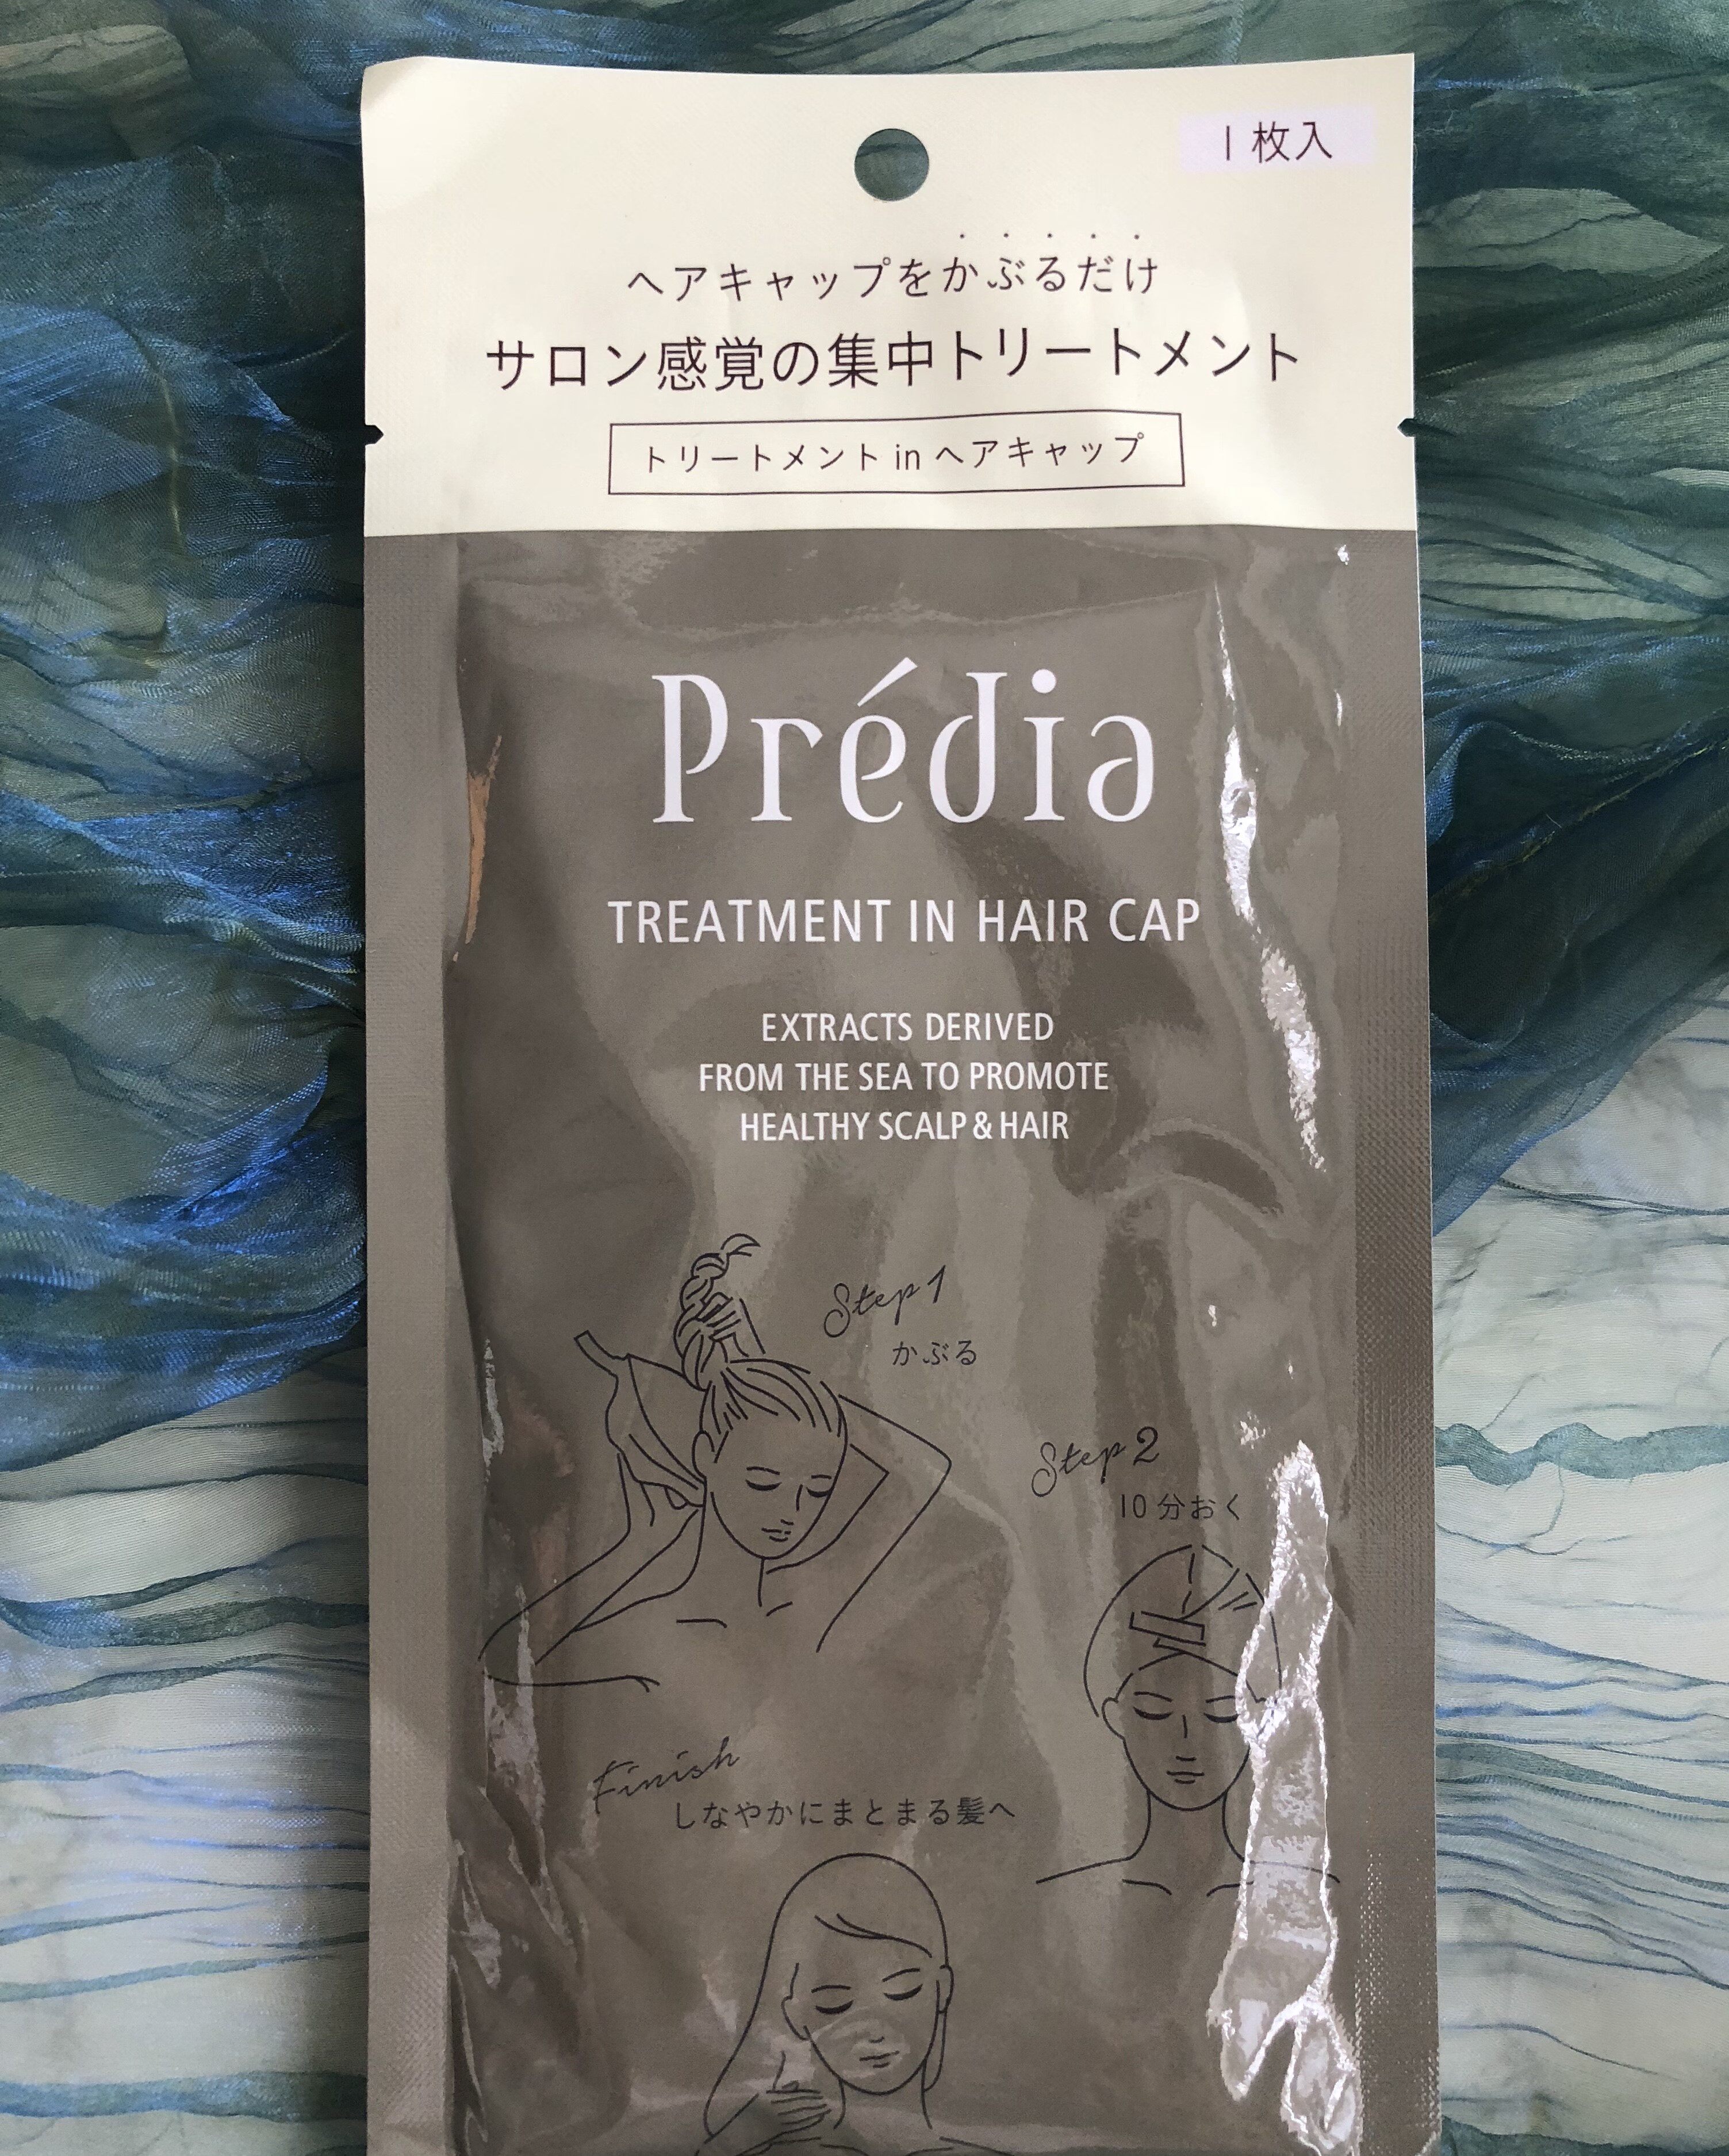 1枚入
ヘアキャップをかぶるだけ
サロン感覚の集中トリートメント
トリートメント in ヘアキャップ
Prédia
TREATMENT IN HAIR CAP
EXTRACTS DERIVED
FROM THE SEA TO PROMOTE
HEALTHY SCALP & HAIR
Step 1
かぶる
Step 2
10分おく
Finish
しなやかにまとまる髪へ